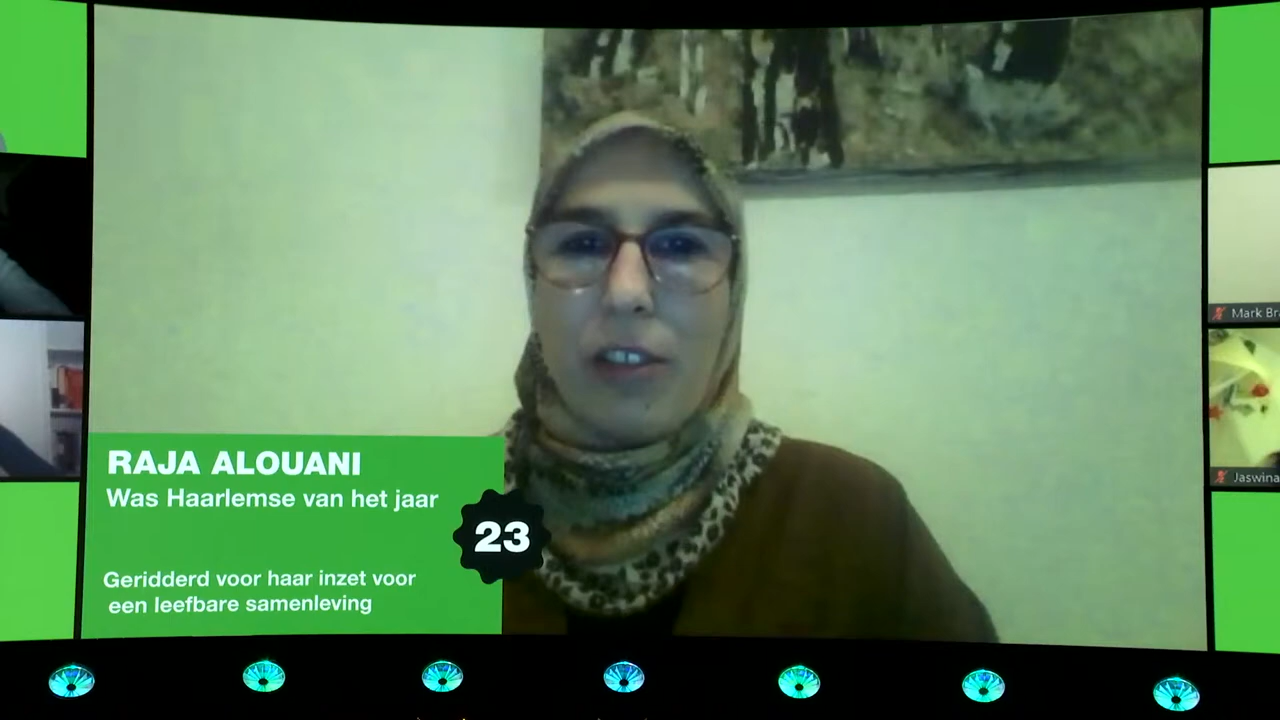 RAJA ALOUANI
Was Haarlemse van het jaar
23
Geridderd voor haar inzet voor
een leefbare samenleving
Mark Br
Jaswina